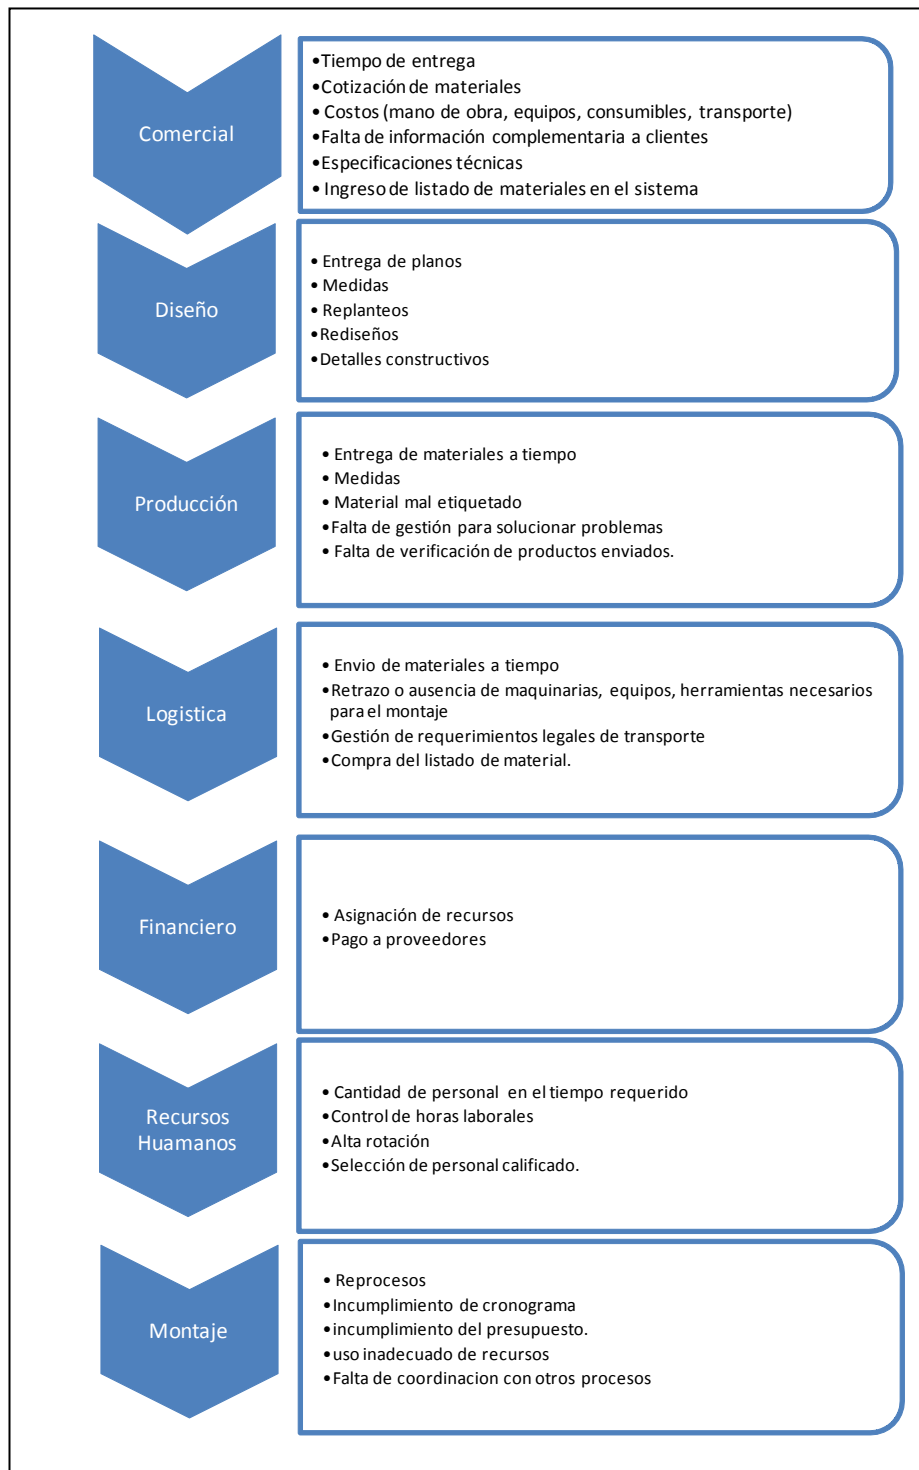 Comercial
•Tiempo de entrega
•Cotización de materiales
• Costos (mano de obra, equipos, consumibles, transporte)
•Falta de información complementaria a clientes
•Especificaciones técnicas
• Ingreso de listado de materiales en el sistema
Diseño
• Entrega de planos
• Medidas
• Replanteos
• Rediseños
•Detalles constructivos
Producción
• Entrega de materiales a tiempo
• Medidas
• Material mal etiquetado
•Falta de gestión para solucionar problemas
• Falta de verificación de productos enviados.
Logistica
• Envio de materiales a tiempo
•Retrazo o ausencia de maquinarias, equipos, herramientas necesarios
para el montaje
•Gestión de requerimientos legales de transporte
•Compra del listado de material.
Financiero
• Asignación de recursos
•Pago a proveedores
Recursos
Huamanos
• Cantidad de personal en el tiempo requerido
•Control de horas laborales
•Alta rotación
•Selección de personal calificado.
Montaje
• Reprocesos
•Incumplimiento de cronograma
•incumplimiento del presupuesto.
•uso inadecuado de recursos
•Falta de coordinacion con otros procesos